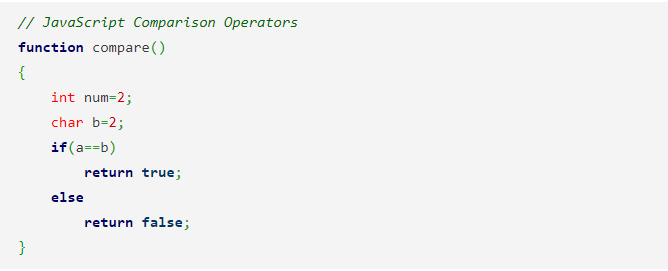 // JavaScript Comparison Operators
function compare()
{
    int num=2;
    char b=2;
    if(a==b)
        return true;
    else
        return false;
}